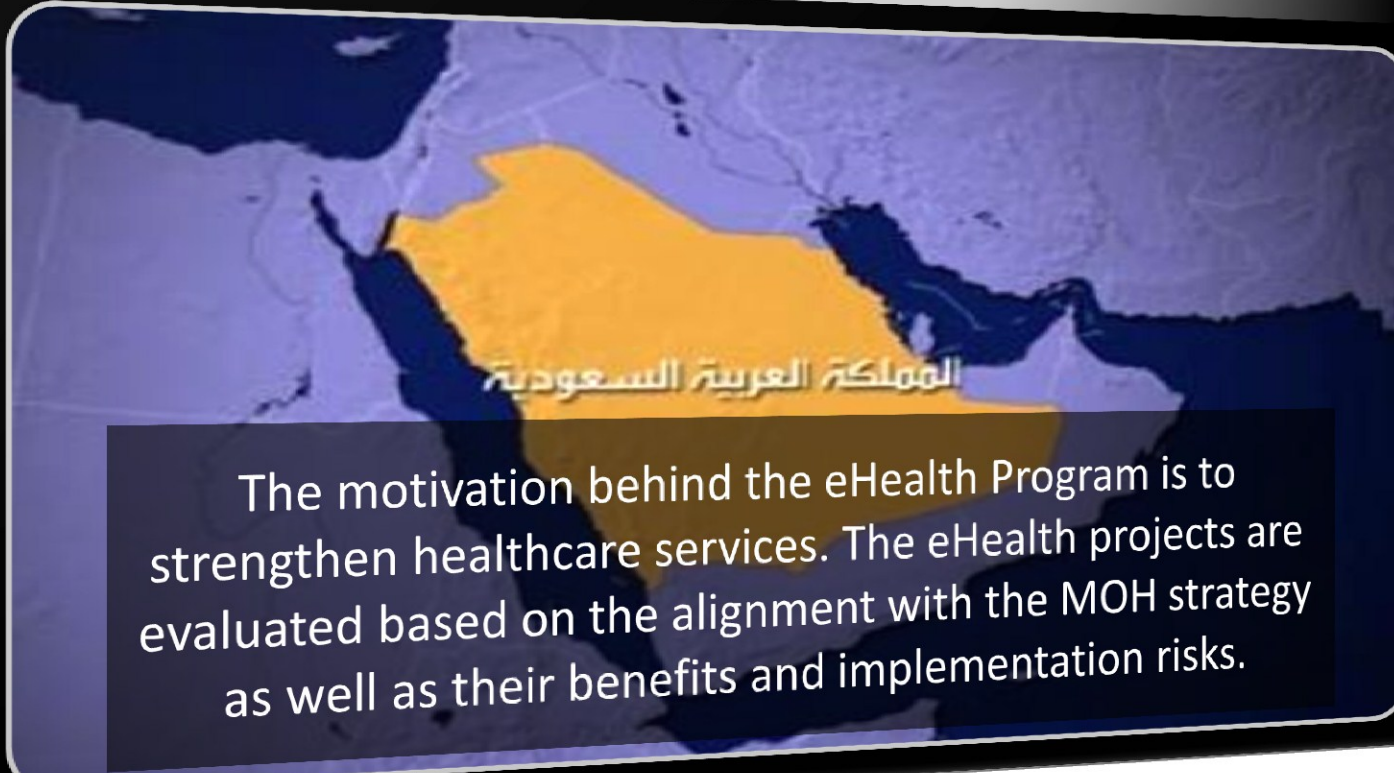 المملكة العربية السعودية
The motivation behind the eHealth Program is to
strengthen healthcare services. The eHealth projects are
evaluated based on the alignment with the MOH strategy
as well as their benefits and implementation risks.